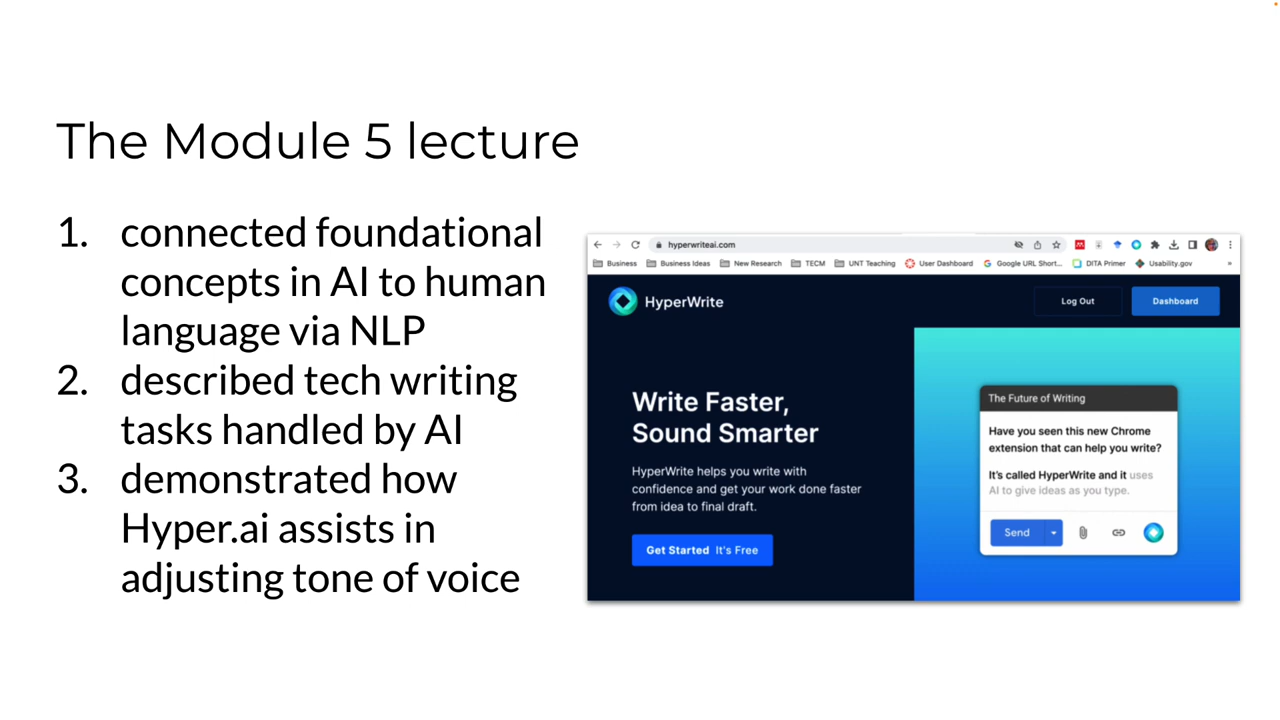 The Module 5 lecture
1. connected foundational
concepts in AI to human
language via NLP
2. described tech writing
tasks handled by AI
3. demonstrated how
Hyper.ai assists in
adjusting tone of voice
hyperwriteai.com
Business Business Ideas New Research TECM UNT Teaching User Dashboard Google URL Short... DITA Primer Usability.gov »
HyperWrite Log Out Dashboard
Write Faster,
Sound Smarter
HyperWrite helps you write with
confidence and get your work done faster
from idea to final draft.
Get Started It's Free
The Future of Writing
Have you seen this new Chrome
extension that can help you write?
It's called HyperWrite and it uses
AI to give ideas as you type.
Send